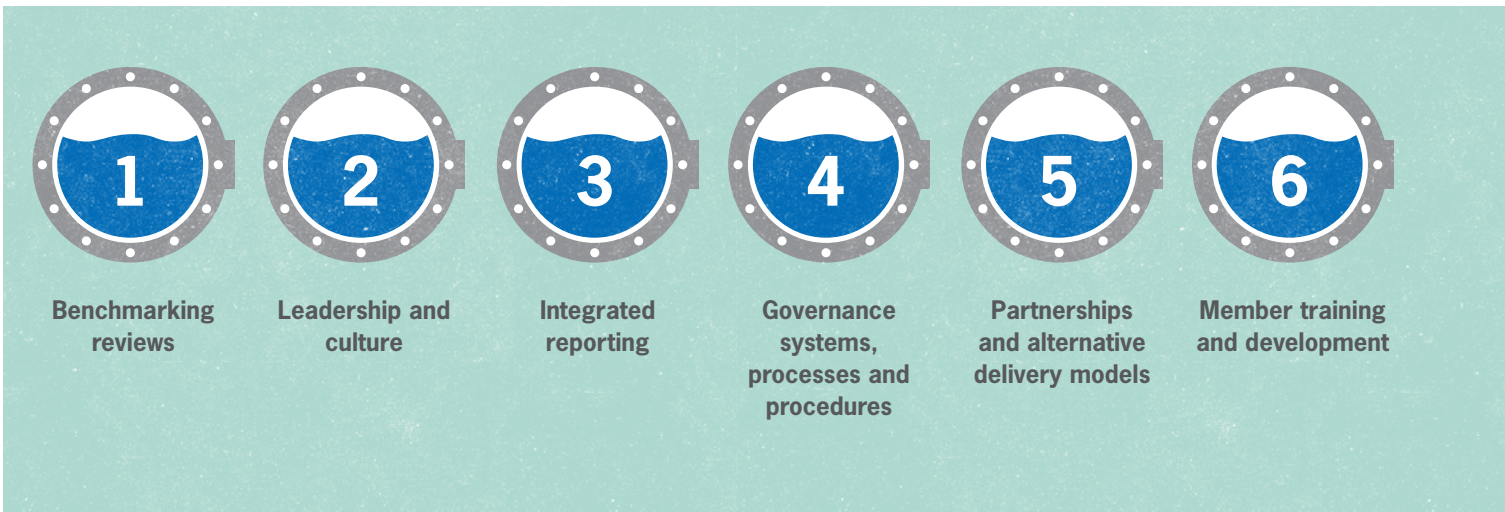 1
2
3
4
5
6
Benchmarking
reviews
Leadership and
culture
Integrated
reporting
Governance
systems,
processes and
procedures
Partnerships
and alternative
delivery models
Member training
and development